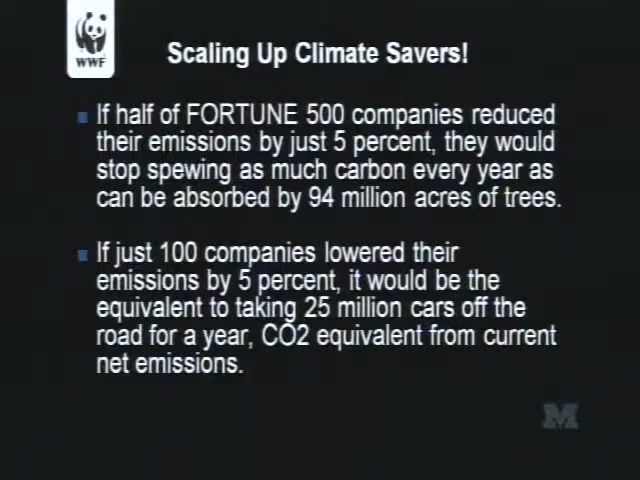 WWF
Scaling Up Climate Savers!
If half of FORTUNE 500 companies reduced
their emissions by just 5 percent, they would
stop spewing as much carbon every year as
can be absorbed by 94 million acres of trees.
If just 100 companies lowered their
emissions by 5 percent, it would be the
equivalent to taking 25 million cars off the
road for a year, CO2 equivalent from current
net emissions.
M